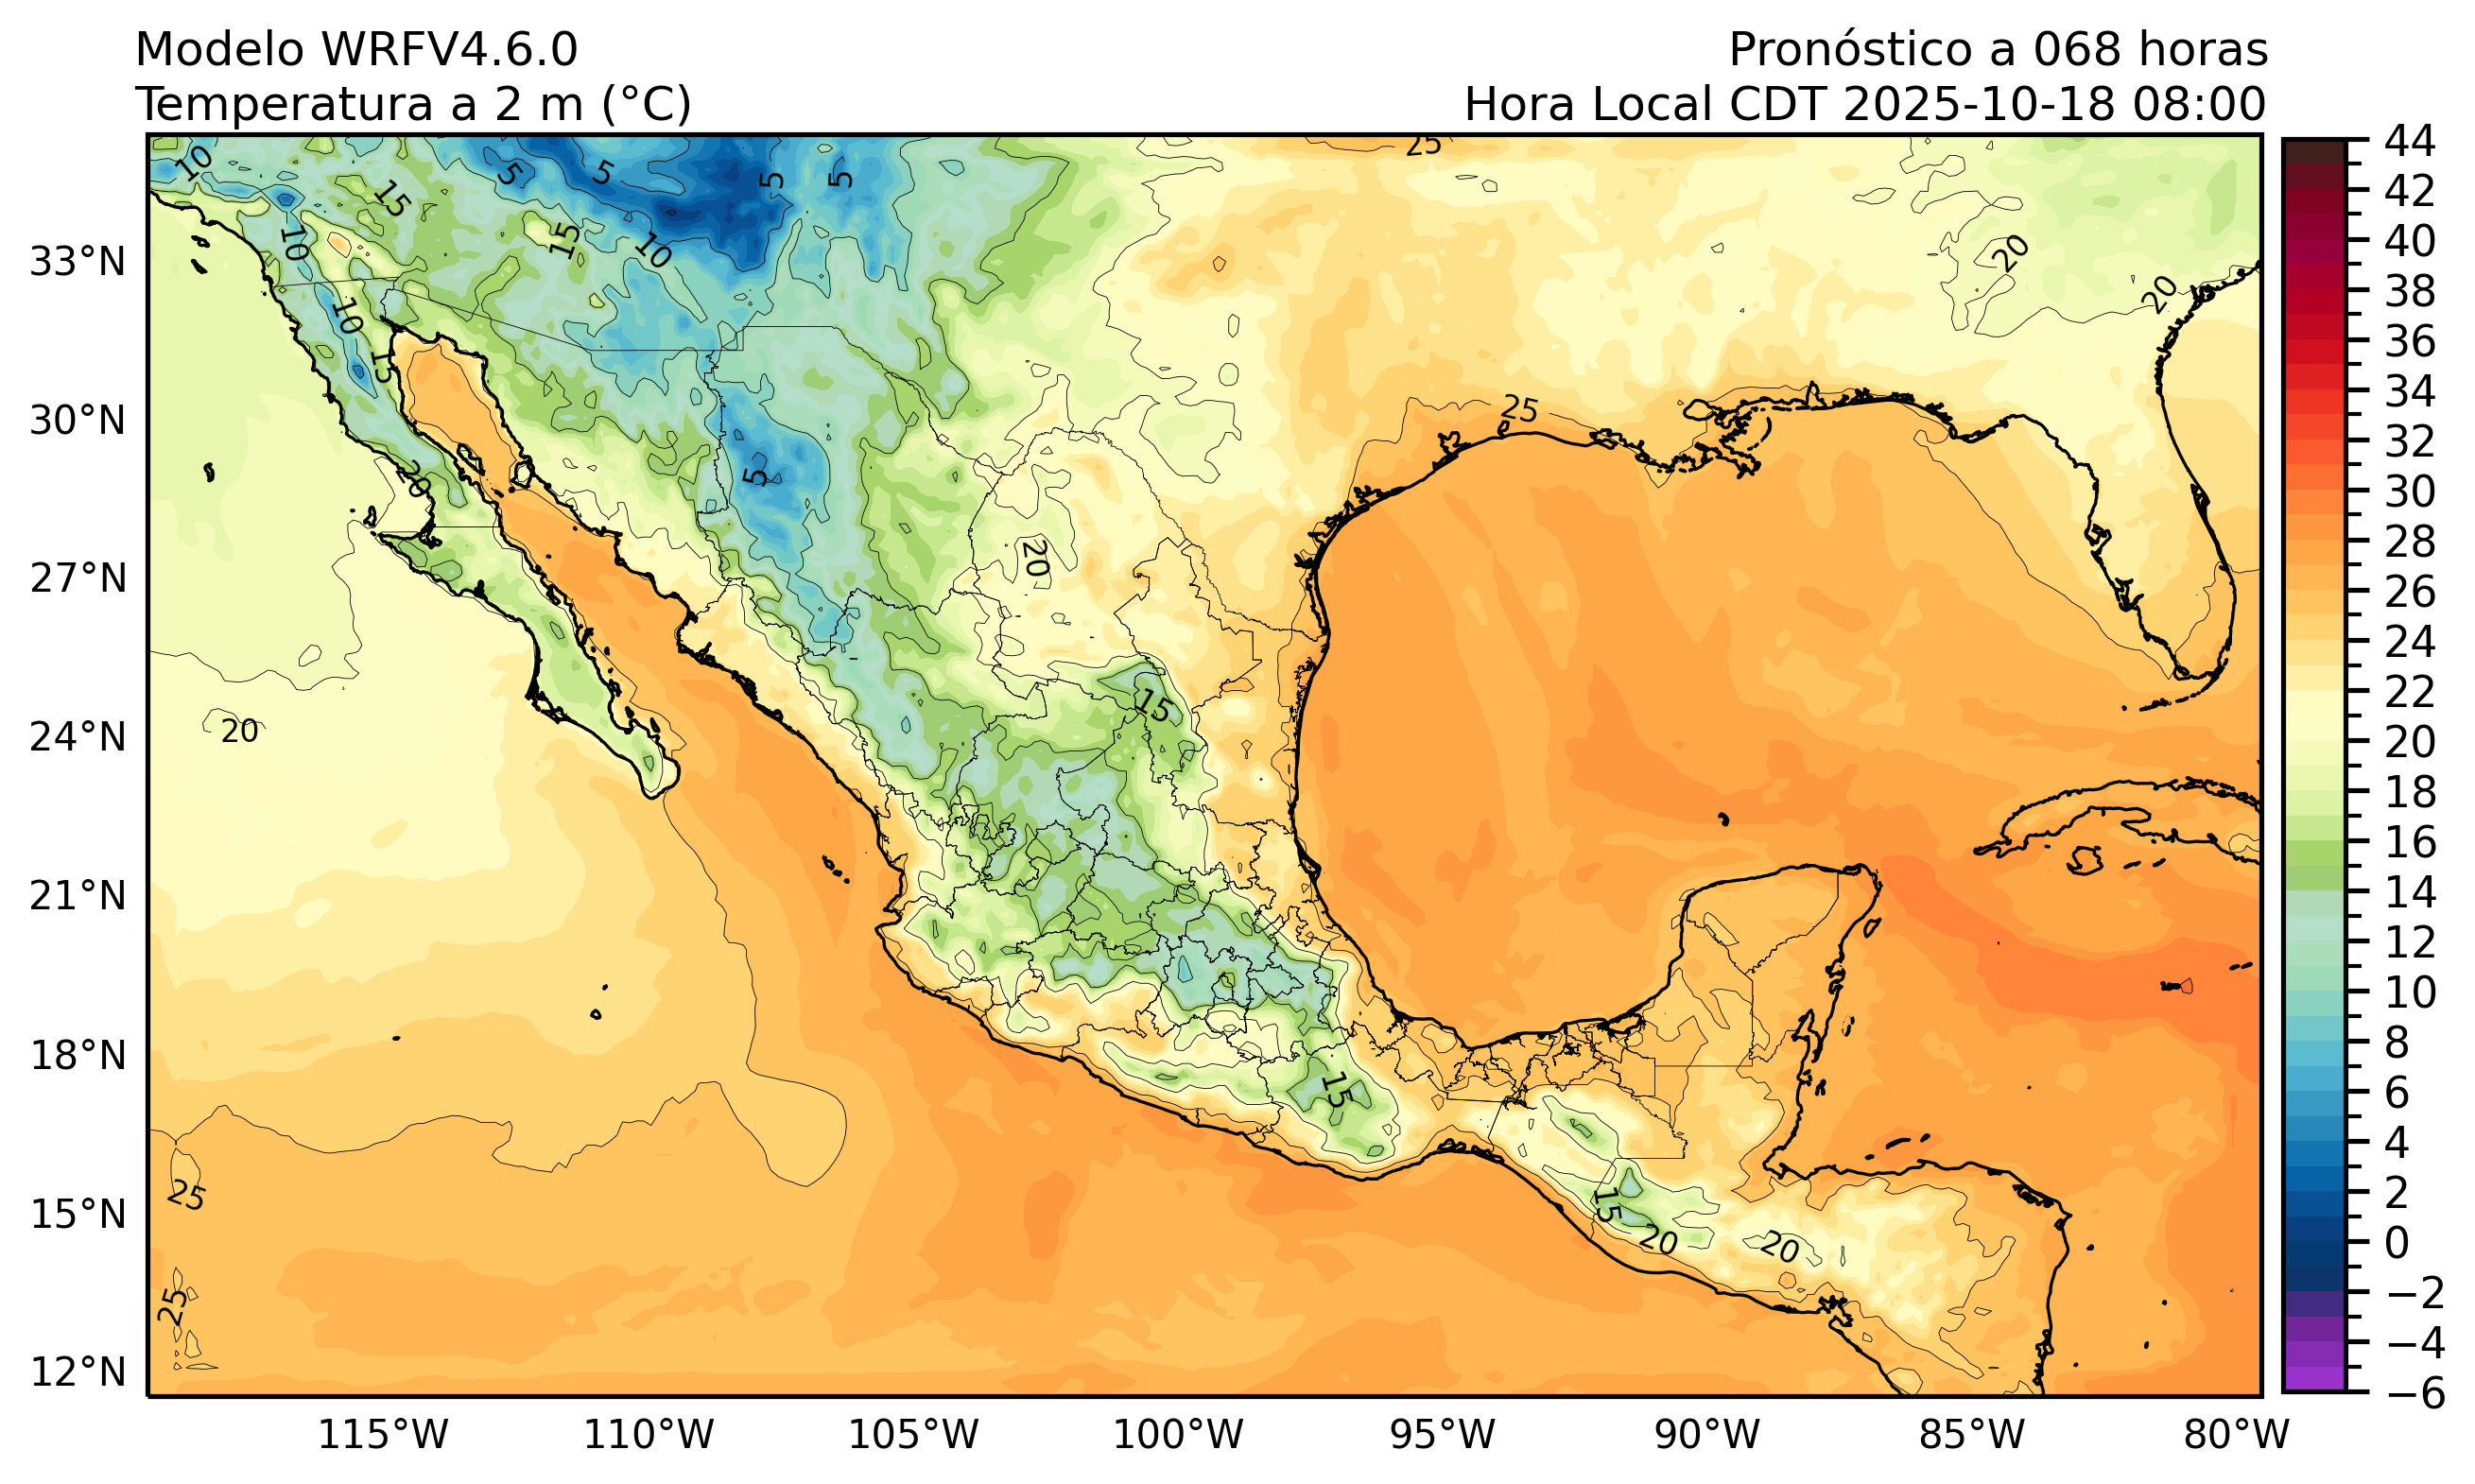 Modelo WRFV4.6.0
Pronóstico a 068 horas
Temperatura a 2 m (°C)
Hora Local CDT 2025-10-18 08:00
33°N
30°N
27°N
24°N
21°N
18°N
15°N
12°N
115°W
110°W
105°W
100°W
95°W
90°W
85°W
80°W
44
42
40
38
36
34
32
30
28
26
24
22
20
18
16
14
12
10
8
6
4
2
0
−2
−4
−6
10
15
5
5
5
5
25
10
15
10
20
20
10
15
25
20
5
20
15
20
15
25
15
20
20
25